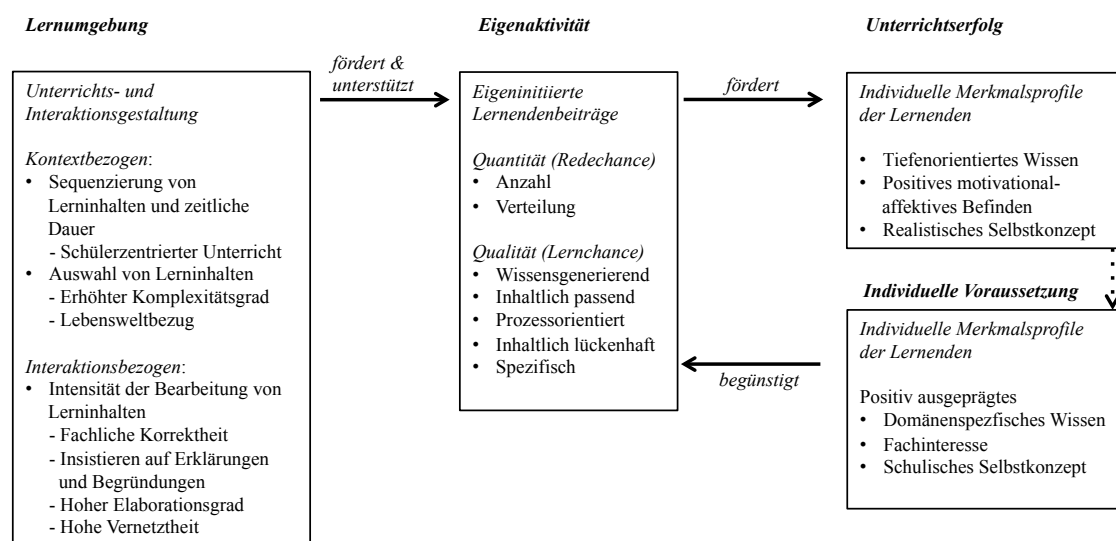 Lernumgebung
Unterrichts- und
Interaktionsgestaltung
Kontextbezogen:
• Sequenzierung von
Lerninhalten und zeitliche
Dauer
- Schülerzentrierter Unterricht
• Auswahl von Lerninhalten
- Erhöhter Komplexitätsgrad
- Lebensweltbezug
Interaktionsbezogen:
• Intensität der Bearbeitung von
Lerninhalten
- Fachliche Korrektheit
- Insistieren auf Erklärungen
und Begründungen
- Hoher Elaborationsgrad
- Hohe Vernetztheit
fördert &
unterstützt
Eigenaktivität
Eigeninitiierte
Lernendenbeiträge
Quantität (Redechance)
• Anzahl
• Verteilung
Qualität (Lernchance)
• Wissensgenerierend
• Inhaltlich passend
• Prozessorientiert
• Inhaltlich lückenhaft
• Spezifisch
fördert
Unterrichtserfolg
Individuelle Merkmalsprofile
der Lernenden
• Tiefenorientiertes Wissen
• Positives motivational-
affektives Befinden
• Realistisches Selbstkonzept
Individuelle Voraussetzung
Individuelle Merkmalsprofile
der Lernenden
Positiv ausgeprägtes
• Domänenspezfisches Wissen
• Fachinteresse
• Schulisches Selbstkonzept
begünstigt